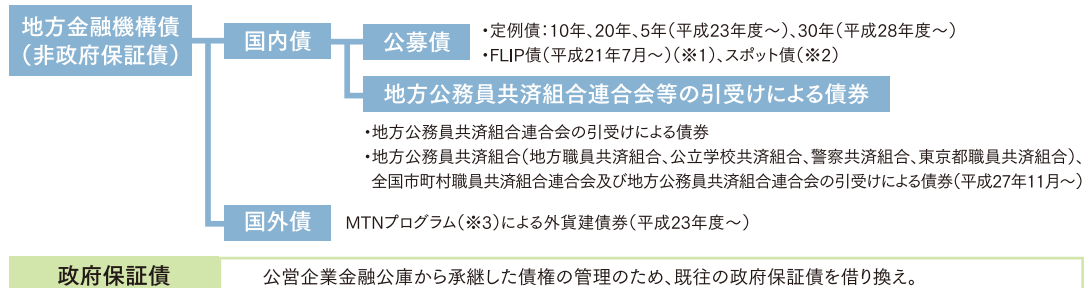 地方金融機構債
（非政府保証債）
国内債
公募債
・定例債：10年、20年、5年（平成23年度～）、30年（平成28年度～）
・FLIP債（平成21年7月～）（※1）、スポット債（※2）
地方公務員共済組合連合会等の引受けによる債券
・地方公務員共済組合連合会の引受けによる債券
・地方公務員共済組合（地方職員共済組合、公立学校共済組合、警察共済組合、東京都職員共済組合）、
全国市町村職員共済組合連合会及び地方公務員共済組合連合会の引受けによる債券（平成27年11月～）
国外債
MTNプログラム（※3）による外貨建債券（平成23年度～）
政府保証債
公営企業金融公庫から承継した債権の管理のため、既往の政府保証債を借り換え。